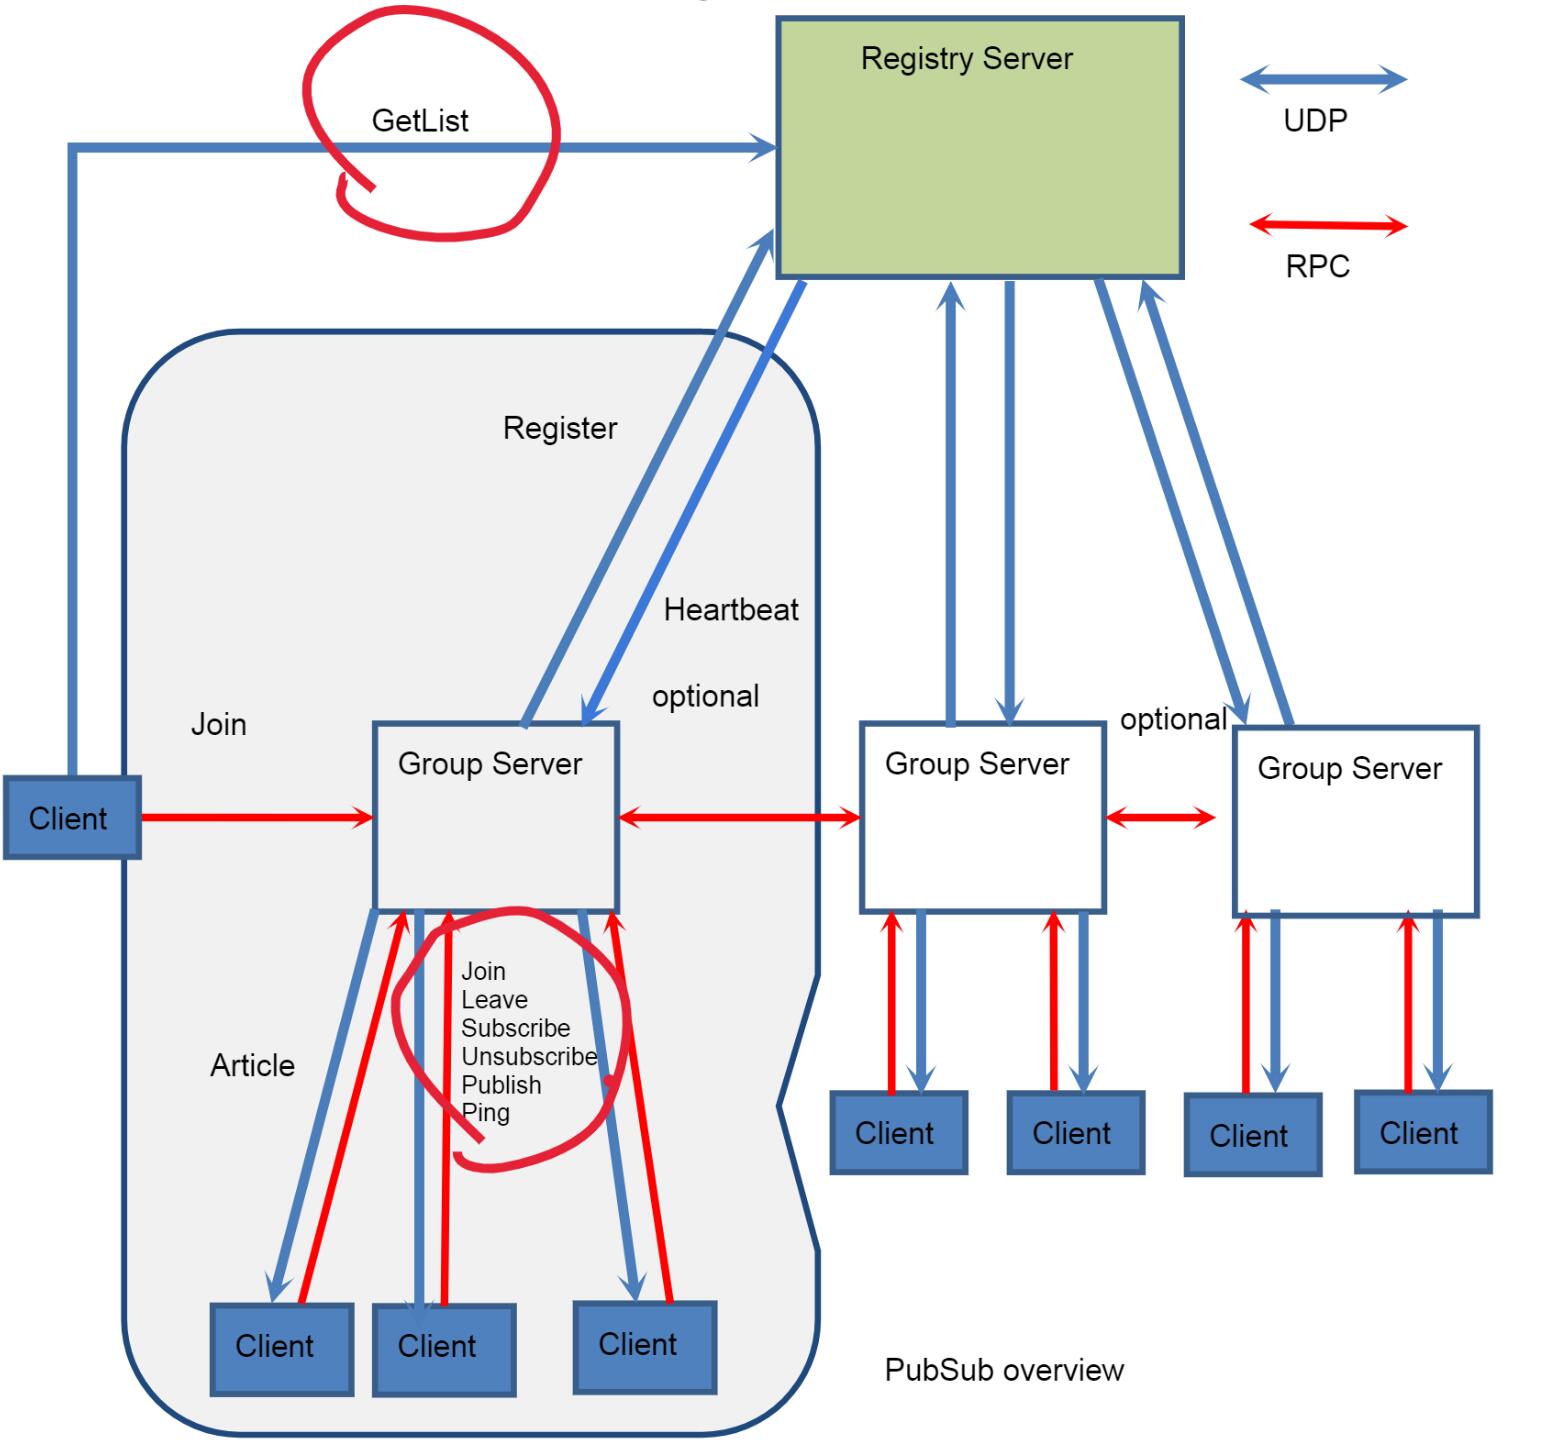 Registry Server
GetList
UDP
RPC
Register
Heartbeat
optional
Join
optional
Group Server
Group Server
Group Server
Client
Join
Leave
Subscribe
Unsubscribe
Publish
Ping
Article
Client
Client
Client
Client
Client
Client
Client
PubSub overview